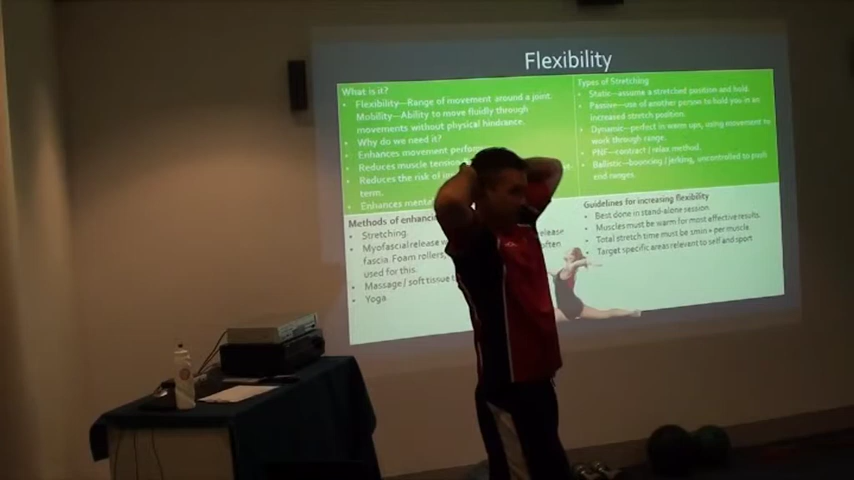 Flexibility
What is it?
• Flexibility—Range of movement around a joint.
Mobility—Ability to move fluidly through
movements without physical hindrance.
• Why do we need it?
• Enhances movement
• Reduces muscle tension
• Reduces the risk of
term.
• Enhances
Types of Stretching
• Static—assume a stretched position and hold.
• Passive—use of another person to hold you in an
increased stretch position.
• Dynamic—perfect in warm ups, using movement to
work through range.
• PNF—contract / relax method.
• Ballistic—bouncing / jerking, uncontrolled to push
end ranges.
Methods of
• Stretching.
• Myofascial release
fascia. Foam rollers,
used for this.
• Massage / soft tissue
• Yoga
release
often
Guidelines for increasing flexibility
• Best done in stand-alone session.
• Muscles must be warm for most effective results.
• Total stretch time must be 1min + per muscle.
• Target specific areas relevant to self and sport